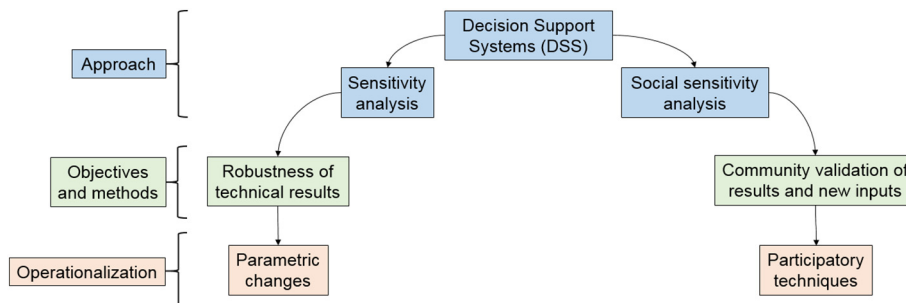 Decision Support
Systems (DSS)
Approach
Sensitivity
analysis
Social sensitivity
analysis
Objectives
and methods
Robustness of
technical results
Community validation of
results and new inputs
Operationalization
Parametric
changes
Participatory
techniques